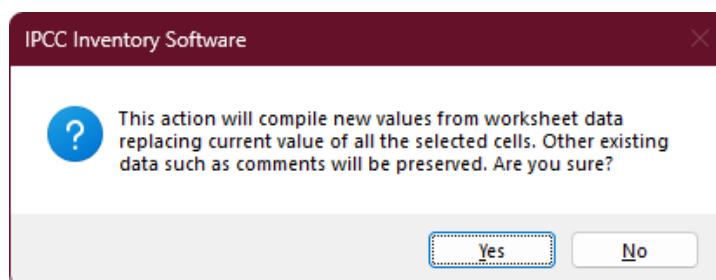 IPCC Inventory Software
This action will compile new values from worksheet data
replacing current value of all the selected cells. Other existing
data such as comments will be preserved. Are you sure?
Yes
No